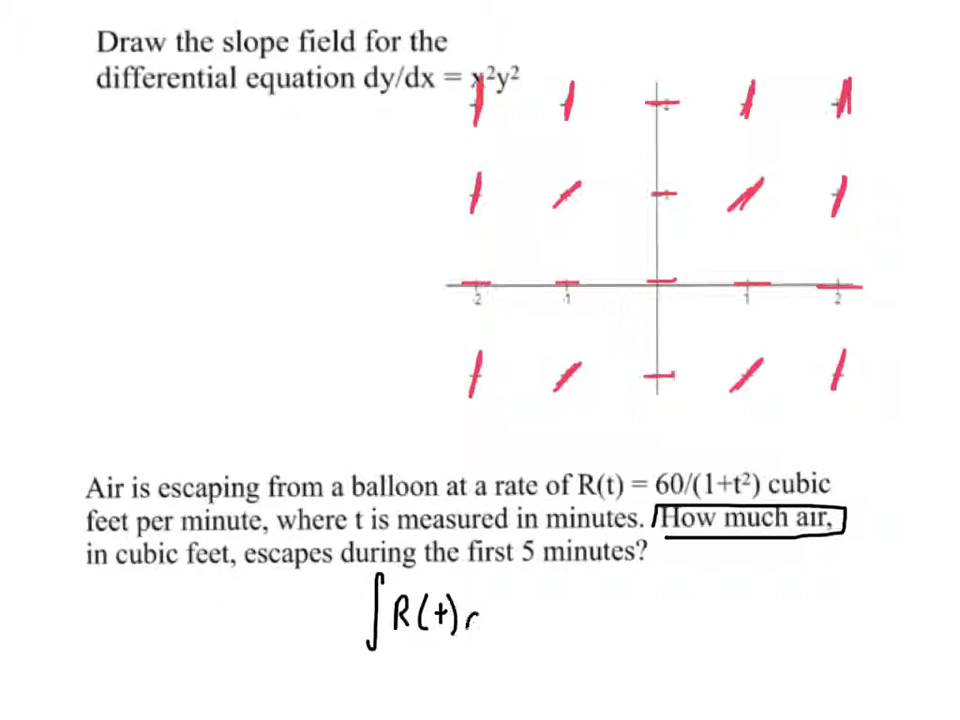 Draw the slope field for the
differential equation dy/dx = x²y²
-2 -1 1 2
Air is escaping from a balloon at a rate of R(t) = 60/(1+t²) cubic
feet per minute, where t is measured in minutes. How much air,
in cubic feet, escapes during the first 5 minutes?
∫R(t)